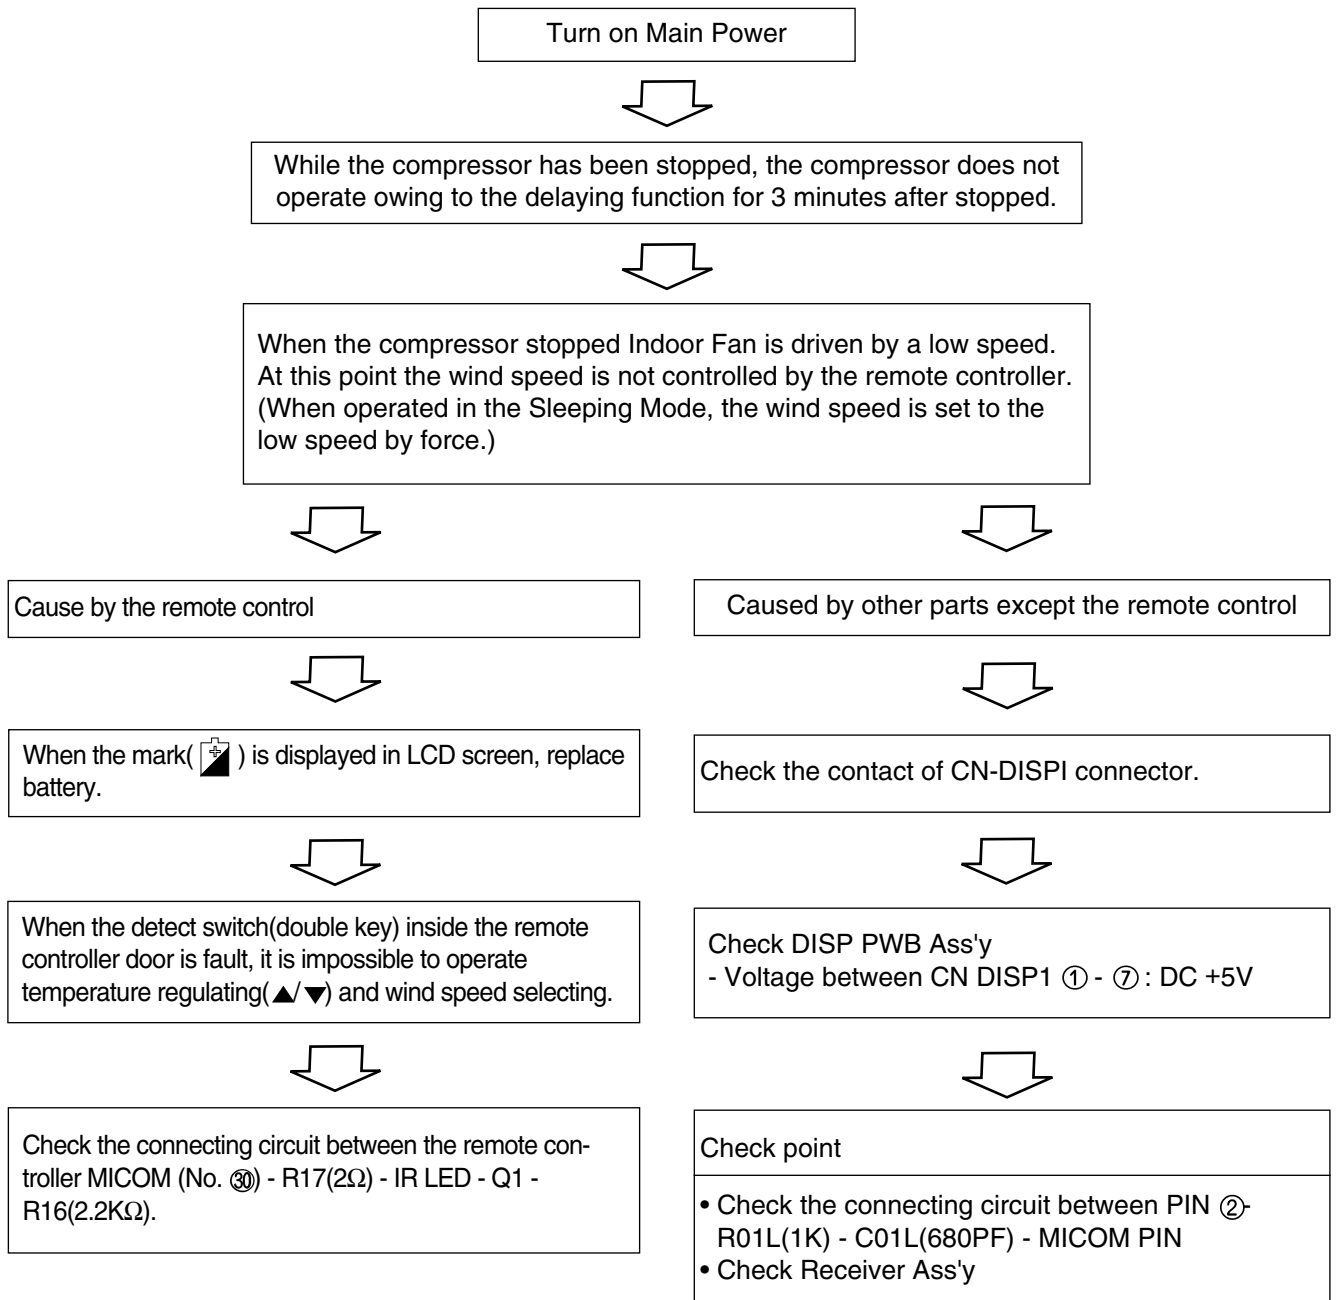 Turn on Main Power
While the compressor has been stopped, the compressor does not
operate owing to the delaying function for 3 minutes after stopped.
When the compressor stopped Indoor Fan is driven by a low speed.
At this point the wind speed is not controlled by the remote controller.
(When operated in the Sleeping Mode, the wind speed is set to the
low speed by force.)
Cause by the remote control
When the mark( ) is displayed in LCD screen, replace
battery.
When the detect switch(double key) inside the remote
controller door is fault, it is impossible to operate
temperature regulating(▲/▼) and wind speed selecting.
Check the connecting circuit between the remote con-
troller MICOM (No. ㉚) - R17(2Ω) - IR LED - Q1 -
R16(2.2KΩ).
Caused by other parts except the remote control
Check the contact of CN-DISPI connector.
Check DISP PWB Ass'y
- Voltage between CN DISP1 ① - ⑦ : DC +5V
Check point
• Check the connecting circuit between PIN ②-
R01L(1K) - C01L(680PF) - MICOM PIN
• Check Receiver Ass'y